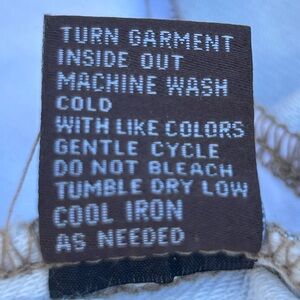 TURN GARMENT
INSIDE OUT
MACHINE WASH
COLD
WITH LIKE COLORS
GENTLE CYCLE
DO NOT BLEACH
TUMBLE DRY LOW
COOL IRON
AS NEEDED